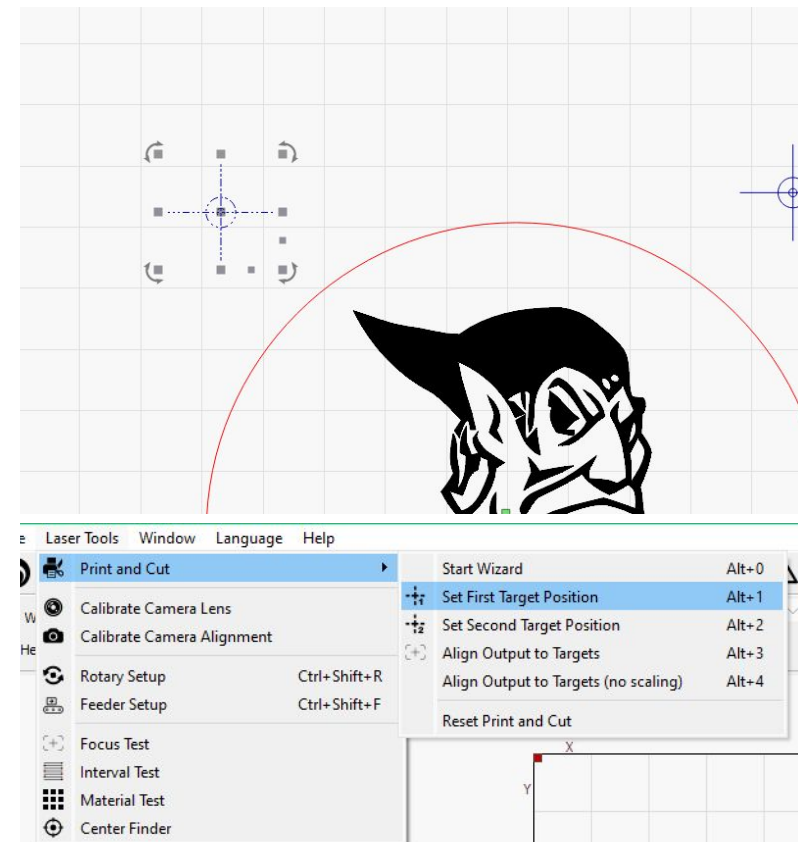 e Laser Tools Window Language Help
Print and Cut
Start Wizard Alt+0
W
Calibrate Camera Lens
1 Set First Target Position Alt+1
Calibrate Camera Alignment
2 Set Second Target Position Alt+2
He
Align Output to Targets Alt+3
Rotary Setup Ctrl+Shift+R
Align Output to Targets (no scaling) Alt+4
Feeder Setup Ctrl+Shift+F
Reset Print and Cut
Focus Test
X
Interval Test
Y
Material Test
Center Finder